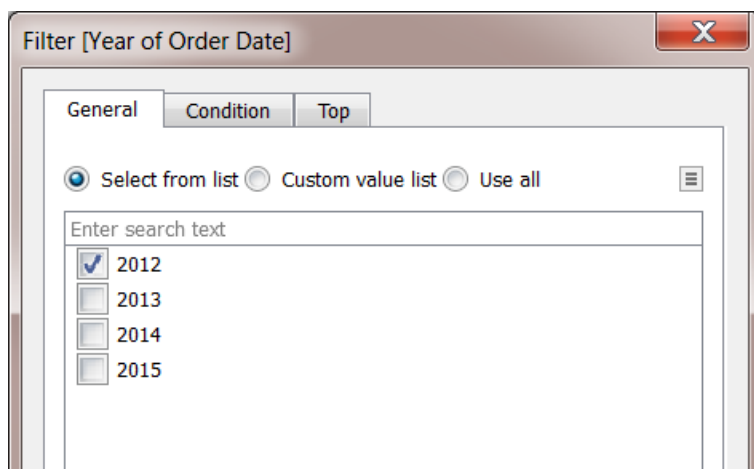 Filter [Year of Order Date]
General Condition Top
Select from list Custom value list Use all
Enter search text
2012
2013
2014
2015